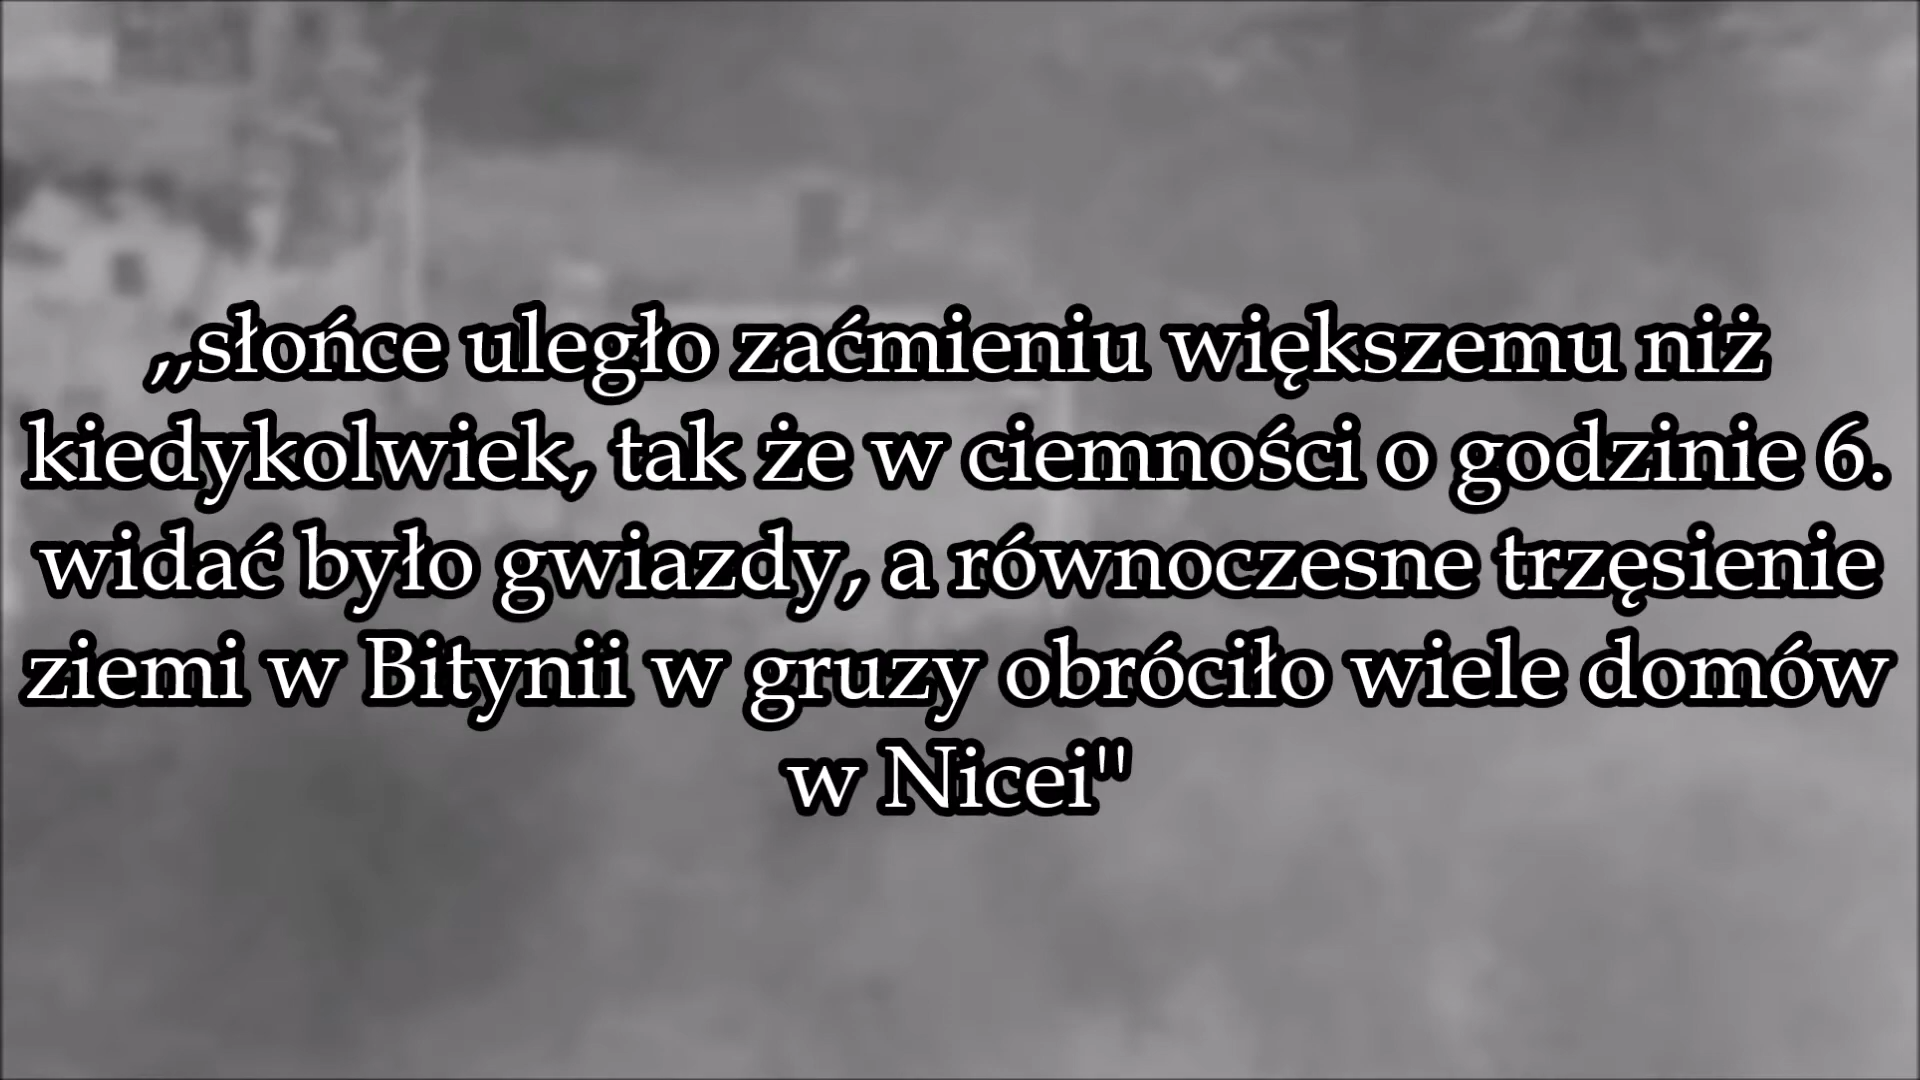 ,,słońce uległo zaćmieniu większemu niż
kiedykolwiek, tak że w ciemności o godzinie 6.
widać było gwiazdy, a równoczesne trzęsienie
ziemi w Bitynii w gruzy obróciło wiele domów
w Nicei"